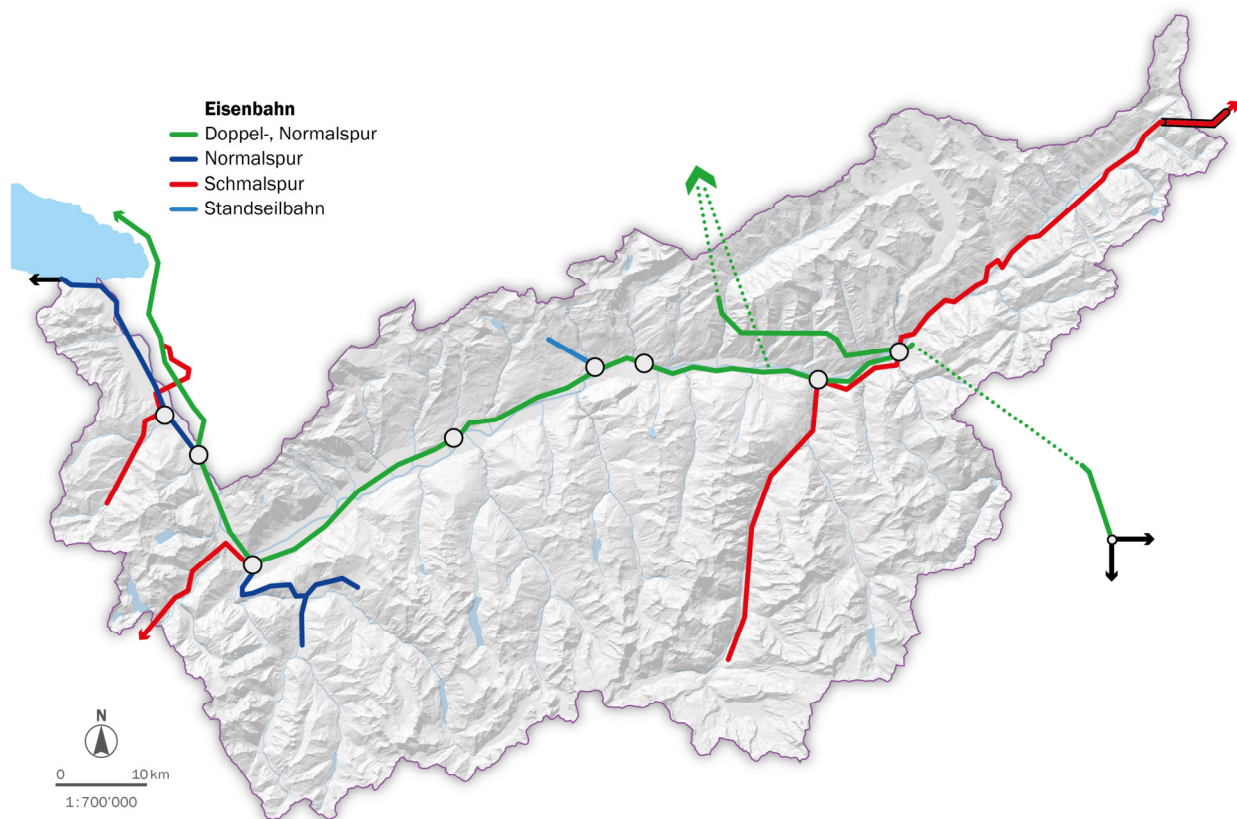 Eisenbahn
Doppel-, Normalspur
Normalspur
Schmalspur
Standseilbahn
N
0 10 km
1:700'000